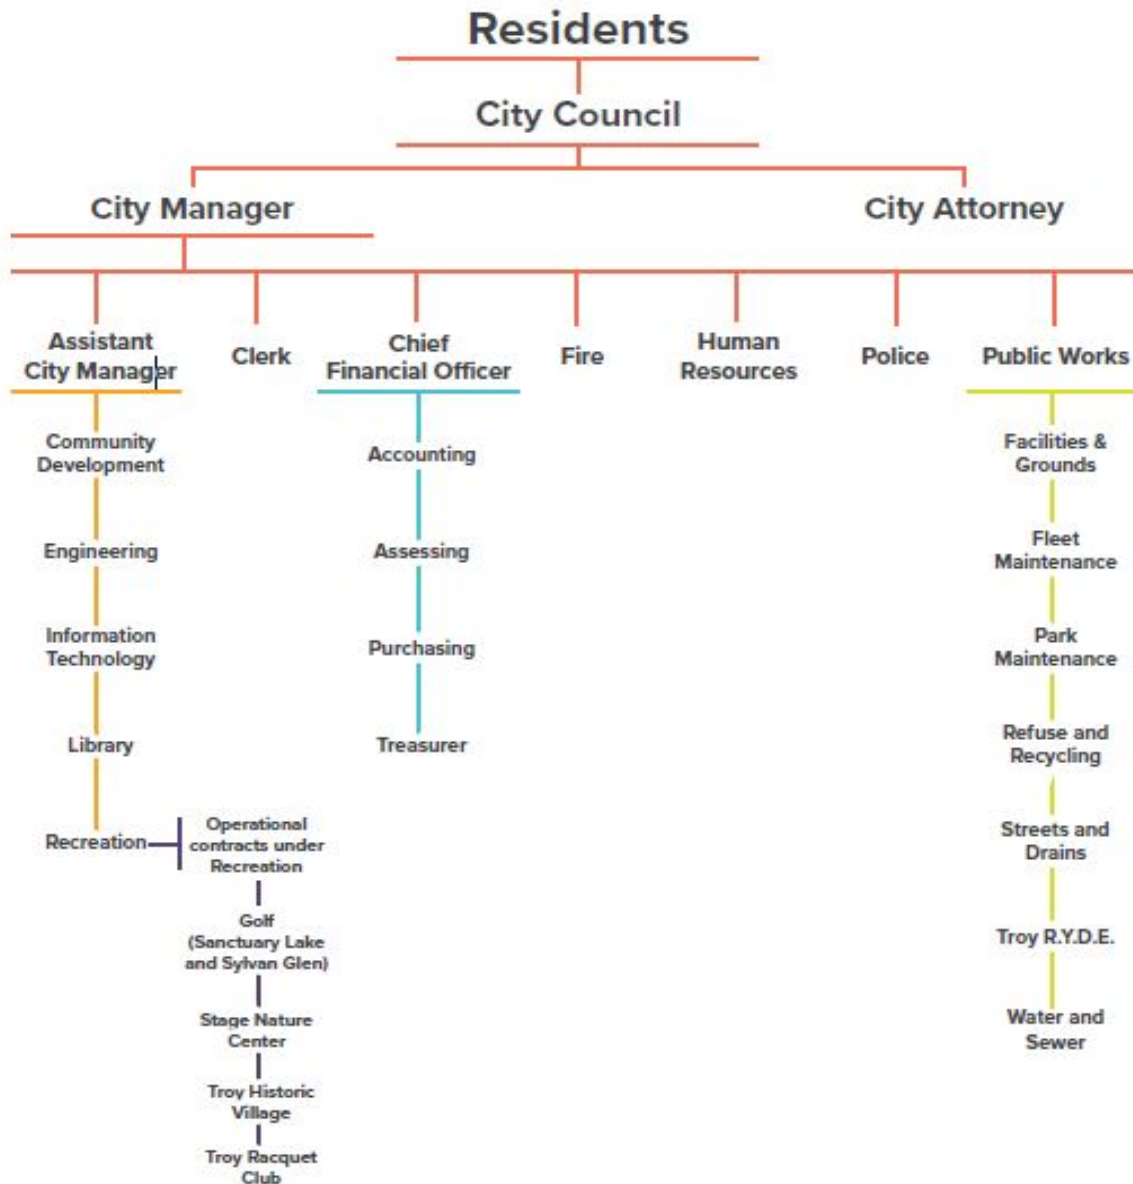 Residents
City Council
City Manager
City Attorney
Assistant
City Manager
Clerk
Chief
Financial Officer
Fire
Human
Resources
Police
Public Works
Community
Development
Engineering
Information
Technology
Library
Recreation
Operational
contracts under
Recreation
Golf
(Sanctuary Lake
and Sylvan Glen)
Stage Nature
Center
Troy Historic
Village
Troy Racquet
Club
Accounting
Assessing
Purchasing
Treasurer
Facilities &
Grounds
Fleet
Maintenance
Park
Maintenance
Refuse and
Recycling
Streets and
Drains
Troy R.Y.D.E.
Water and
Sewer